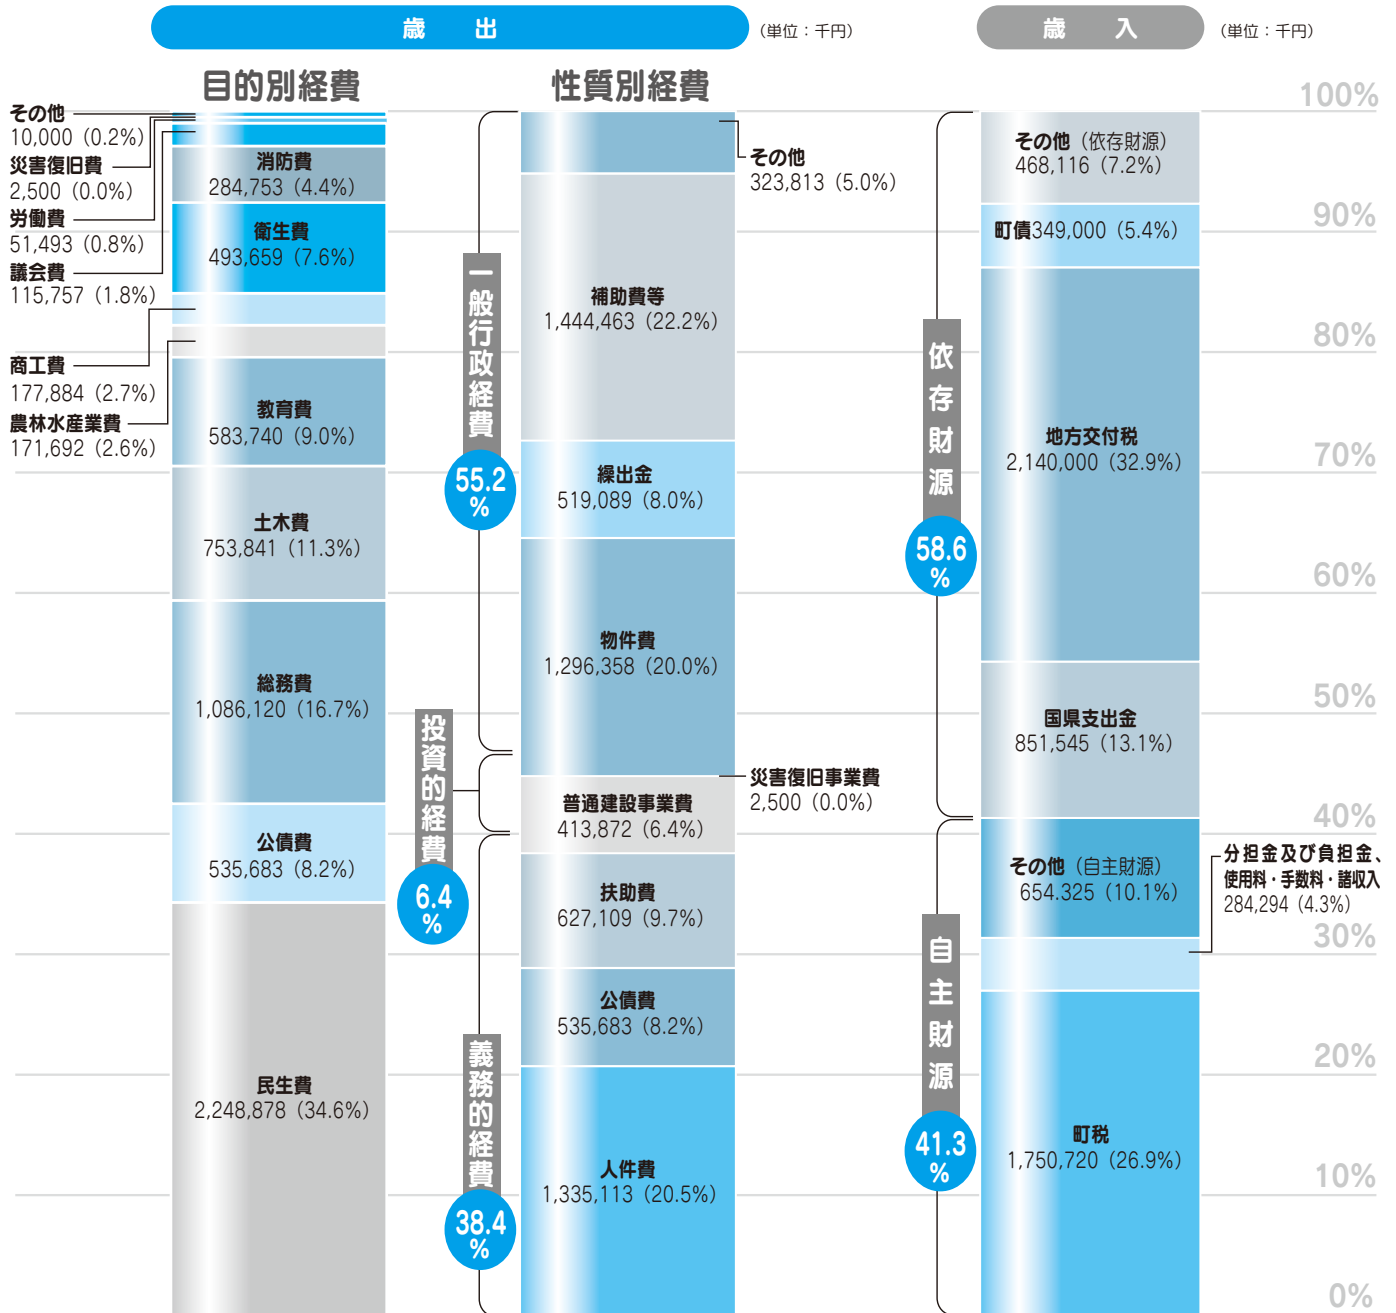 歳出
(単位：千円)
歳入
(単位：千円)
目的別経費
その他
10,000 (0.2%)
災害復旧費
2,500 (0.0%)
労働費
51,493 (0.8%)
議会費
115,757 (1.8%)
商工費
177,884 (2.7%)
農林水産業費
171,692 (2.6%)
消防費
284,753 (4.4%)
衛生費
493,659 (7.6%)
教育費
583,740 (9.0%)
土木費
753,841 (11.3%)
総務費
1,086,120 (16.7%)
公債費
535,683 (8.2%)
民生費
2,248,878 (34.6%)
性質別経費
一般行政経費
55.2
%
投資的経費
6.4
%
義務的経費
38.4
%
その他
323,813 (5.0%)
補助費等
1,444,463 (22.2%)
繰出金
519,089 (8.0%)
物件費
1,296,358 (20.0%)
災害復旧事業費
2,500 (0.0%)
普通建設事業費
413,872 (6.4%)
扶助費
627,109 (9.7%)
公債費
535,683 (8.2%)
人件費
1,335,113 (20.5%)
依存財源
58.6
%
自主財源
41.3
%
その他 (依存財源)
468,116 (7.2%)
町債349,000 (5.4%)
地方交付税
2,140,000 (32.9%)
国県支出金
851,545 (13.1%)
その他 (自主財源)
654.325 (10.1%)
分担金及び負担金、
使用料・手数料・諸収入
284,294 (4.3%)
町税
1,750,720 (26.9%)
100%
90%
80%
70%
60%
50%
40%
30%
20%
10%
0%